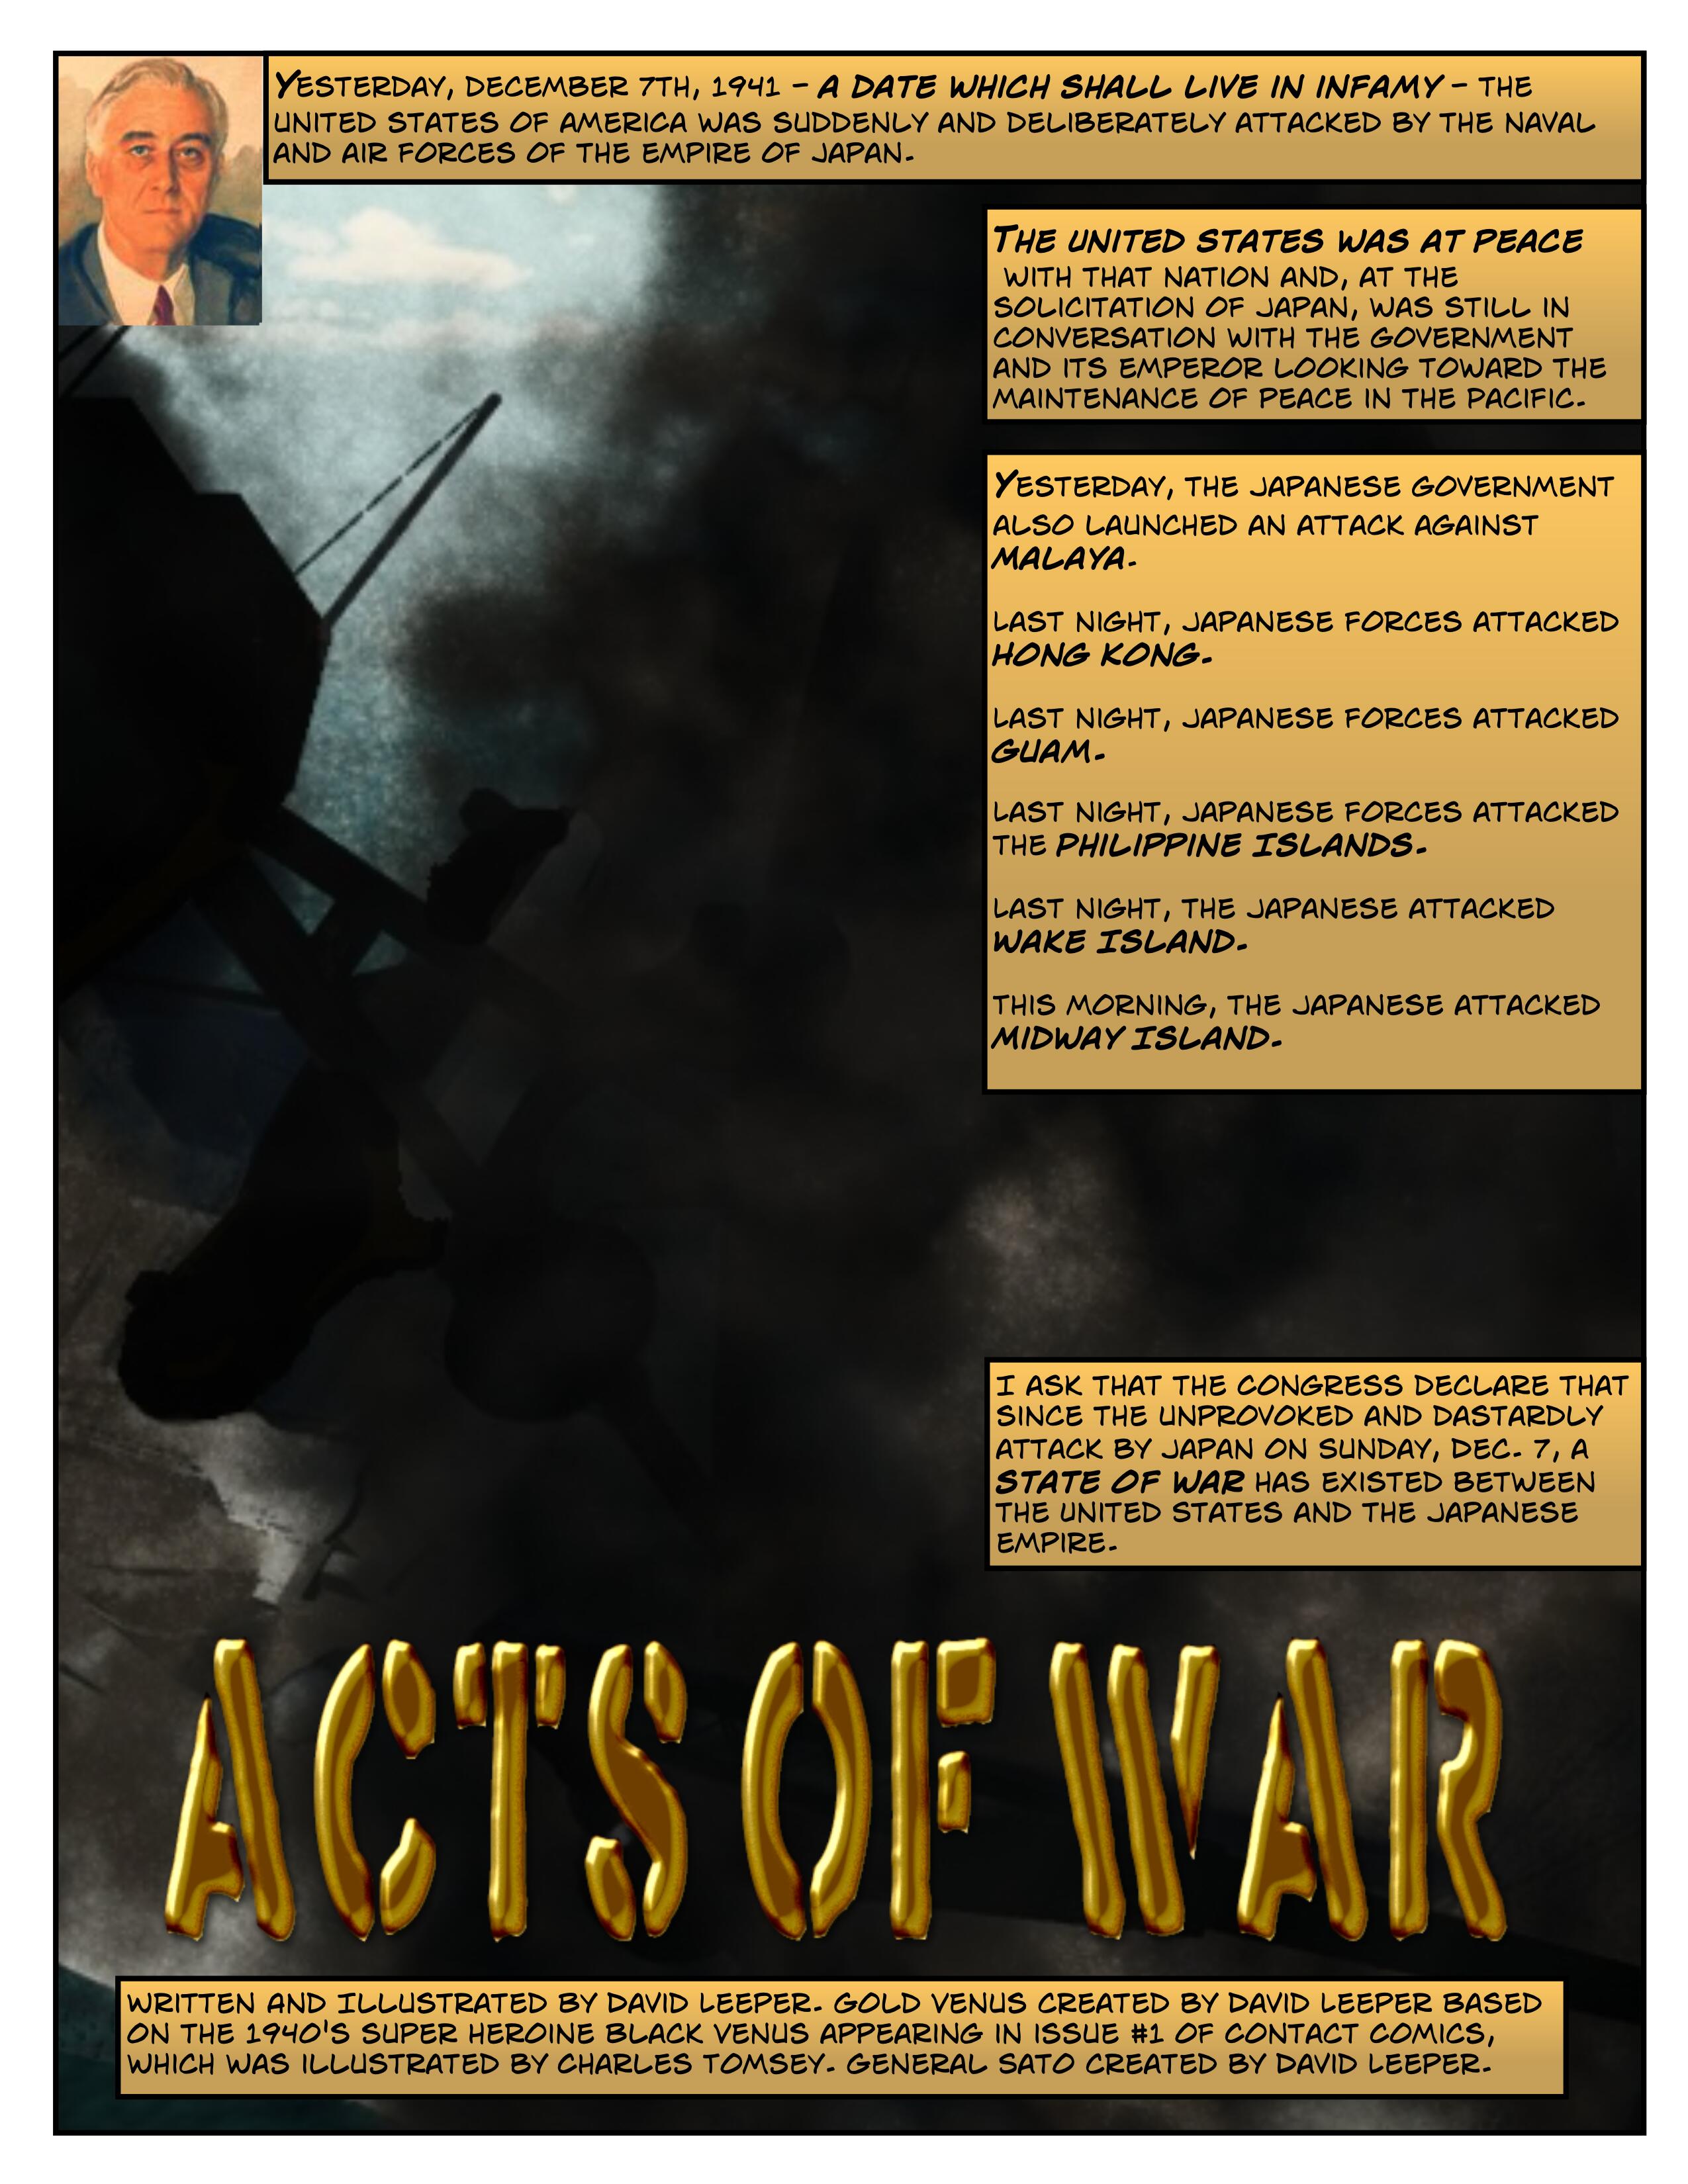 YESTERDAY, DECEMBER 7TH, 1941 - A DATE WHICH SHALL LIVE IN INFAMY - THE
UNITED STATES OF AMERICA WAS SUDDENLY AND DELIBERATELY ATTACKED BY THE NAVAL
AND AIR FORCES OF THE EMPIRE OF JAPAN.
THE UNITED STATES WAS AT PEACE
WITH THAT NATION AND, AT THE
SOLICITATION OF JAPAN, WAS STILL IN
CONVERSATION WITH THE GOVERNMENT
AND ITS EMPEROR LOOKING TOWARD THE
MAINTENANCE OF PEACE IN THE PACIFIC.
YESTERDAY, THE JAPANESE GOVERNMENT
ALSO LAUNCHED AN ATTACK AGAINST
MALAYA.
LAST NIGHT, JAPANESE FORCES ATTACKED
HONG KONG.
LAST NIGHT, JAPANESE FORCES ATTACKED
GUAM.
LAST NIGHT, JAPANESE FORCES ATTACKED
THE PHILIPPINE ISLANDS.
LAST NIGHT, THE JAPANESE ATTACKED
WAKE ISLAND.
THIS MORNING, THE JAPANESE ATTACKED
MIDWAY ISLAND.
I ASK THAT THE CONGRESS DECLARE THAT
SINCE THE UNPROVOKED AND DASTARDLY
ATTACK BY JAPAN ON SUNDAY, DEC. 7, A
STATE OF WAR HAS EXISTED BETWEEN
THE UNITED STATES AND THE JAPANESE
EMPIRE.
ACTS OF WAR
WRITTEN AND ILLUSTRATED BY DAVID LEEPER. GOLD VENUS CREATED BY DAVID LEEPER BASED
ON THE 1940'S SUPER HEROINE BLACK VENUS APPEARING IN ISSUE #1 OF CONTACT COMICS,
WHICH WAS ILLUSTRATED BY CHARLES TOMSEY. GENERAL SATO CREATED BY DAVID LEEPER.